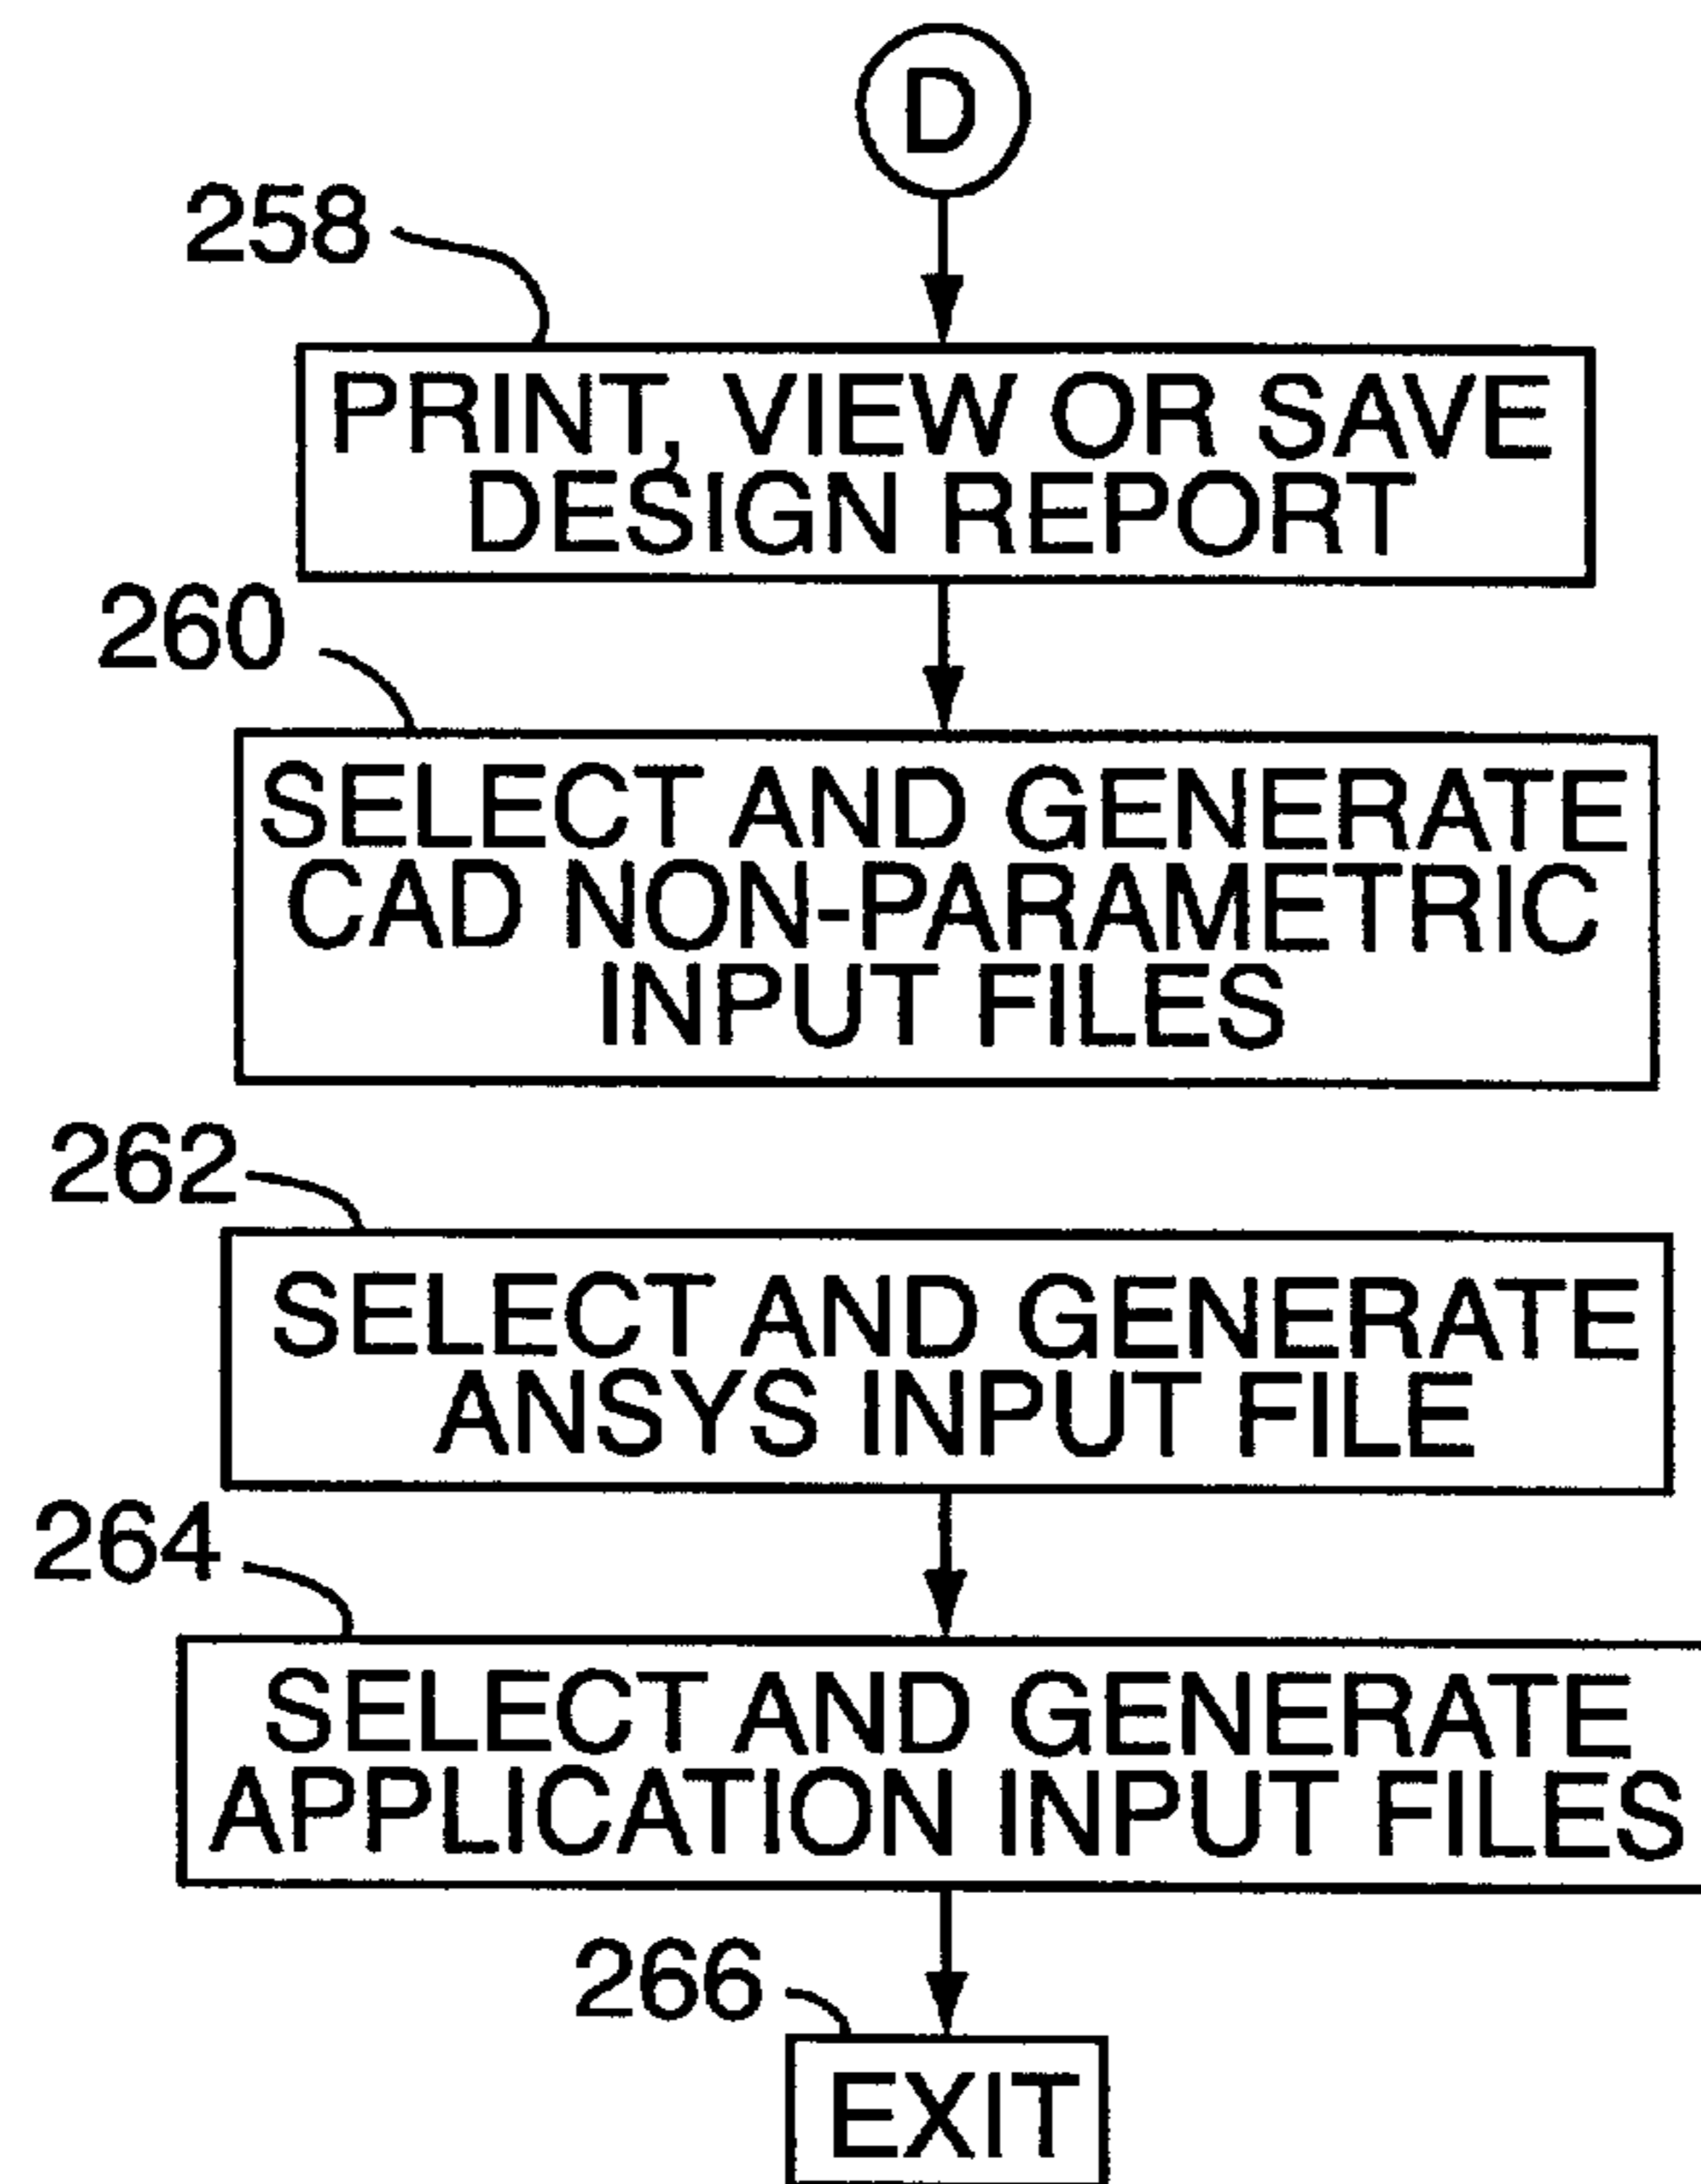 D
258
PRINT, VIEW OR SAVE
DESIGN REPORT
260
SELECT AND GENERATE
CAD NON-PARAMETRIC
INPUT FILES
262
SELECT AND GENERATE
ANSYS INPUT FILE
264
SELECT AND GENERATE
APPLICATION INPUT FILES
266
EXIT